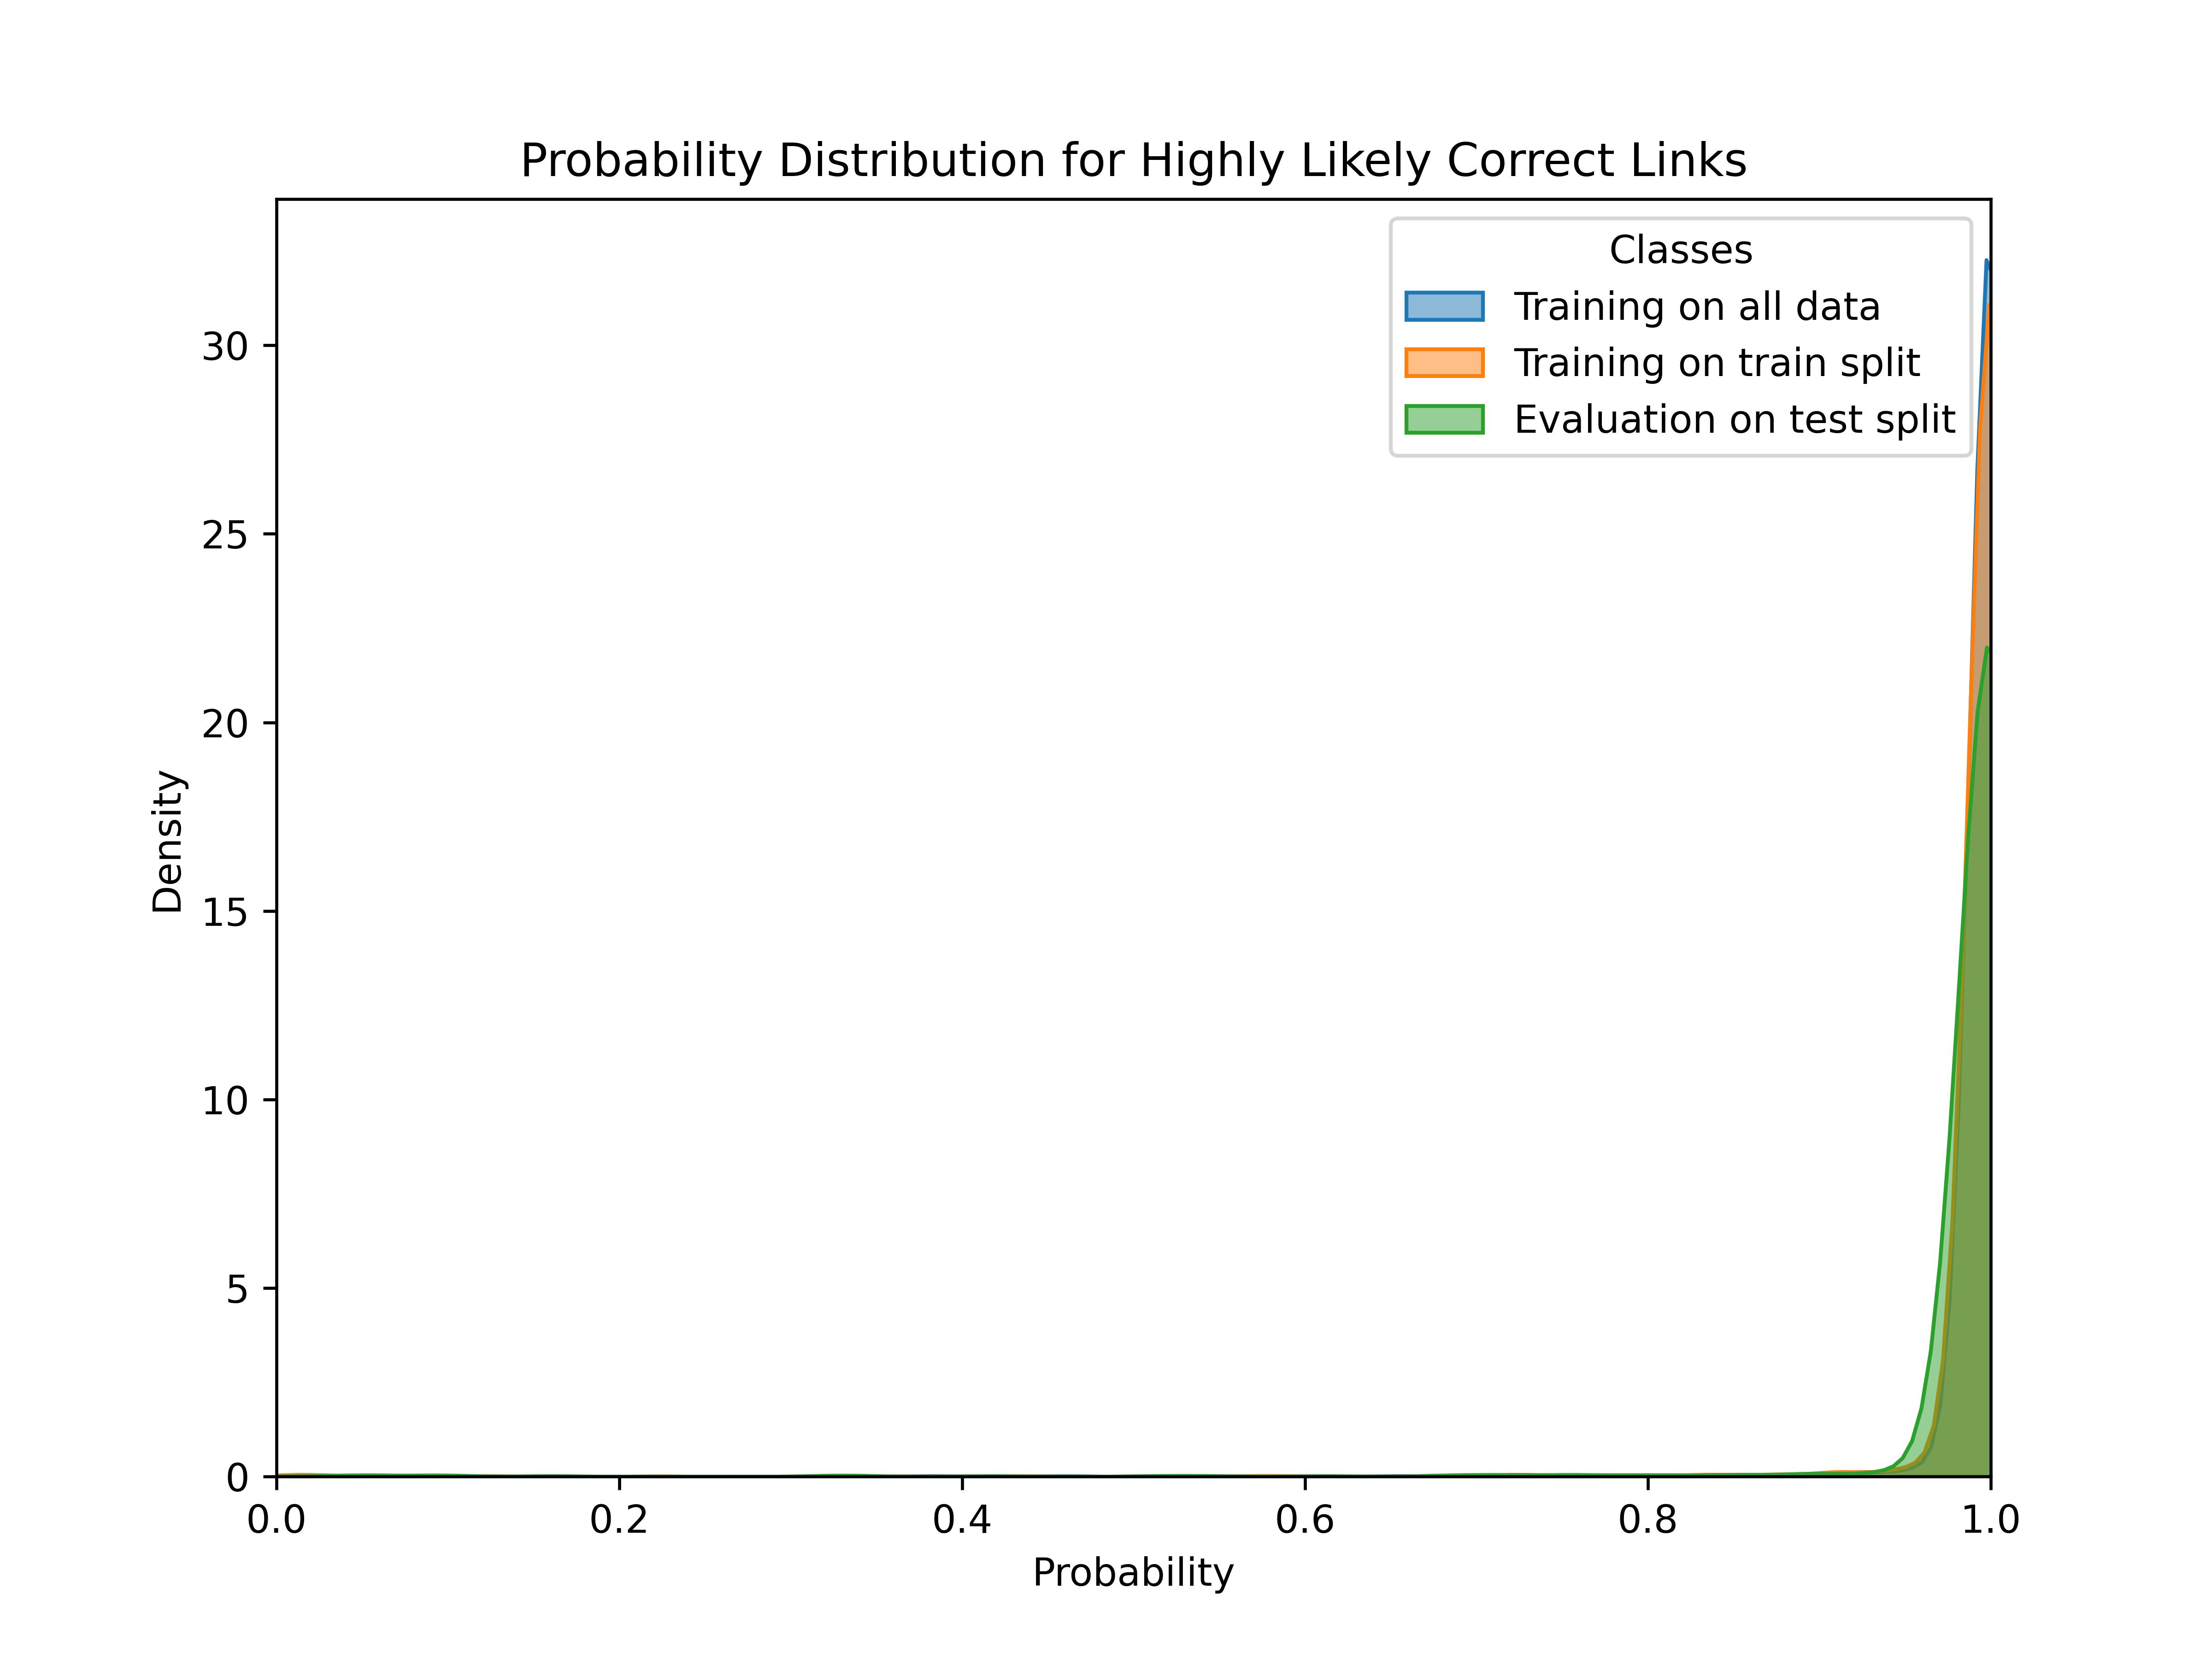 Probability Distribution for Highly Likely Correct Links
Classes
Training on all data
Training on train split
Evaluation on test split
Density
30
25
20
15
10
5
0
0.0 0.2 0.4 0.6 0.8 1.0
Probability